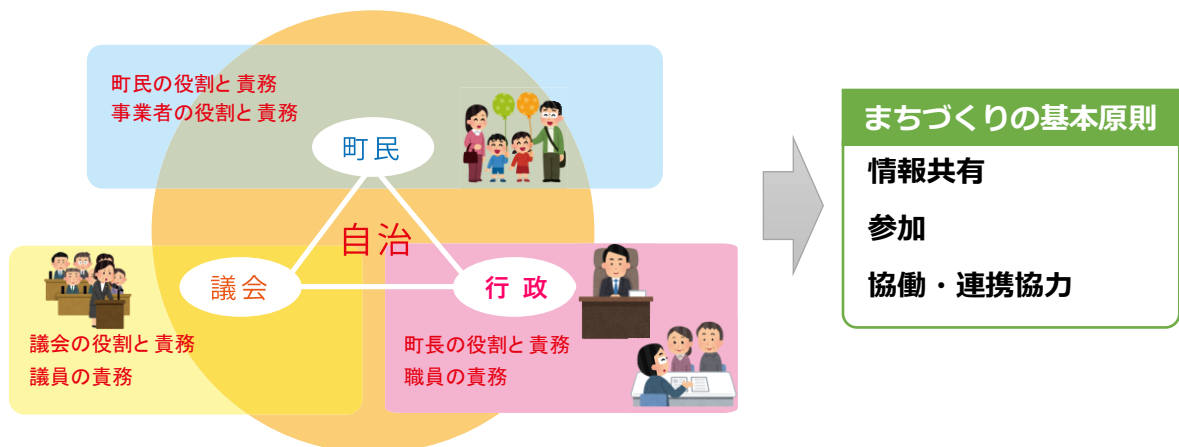 町民の役割と責務
事業者の役割と責務
町民
自治
議会
行政
議会の役割と責務
議員の責務
町長の役割と責務
職員の責務
まちづくりの基本原則
情報共有
参加
協働・連携協力